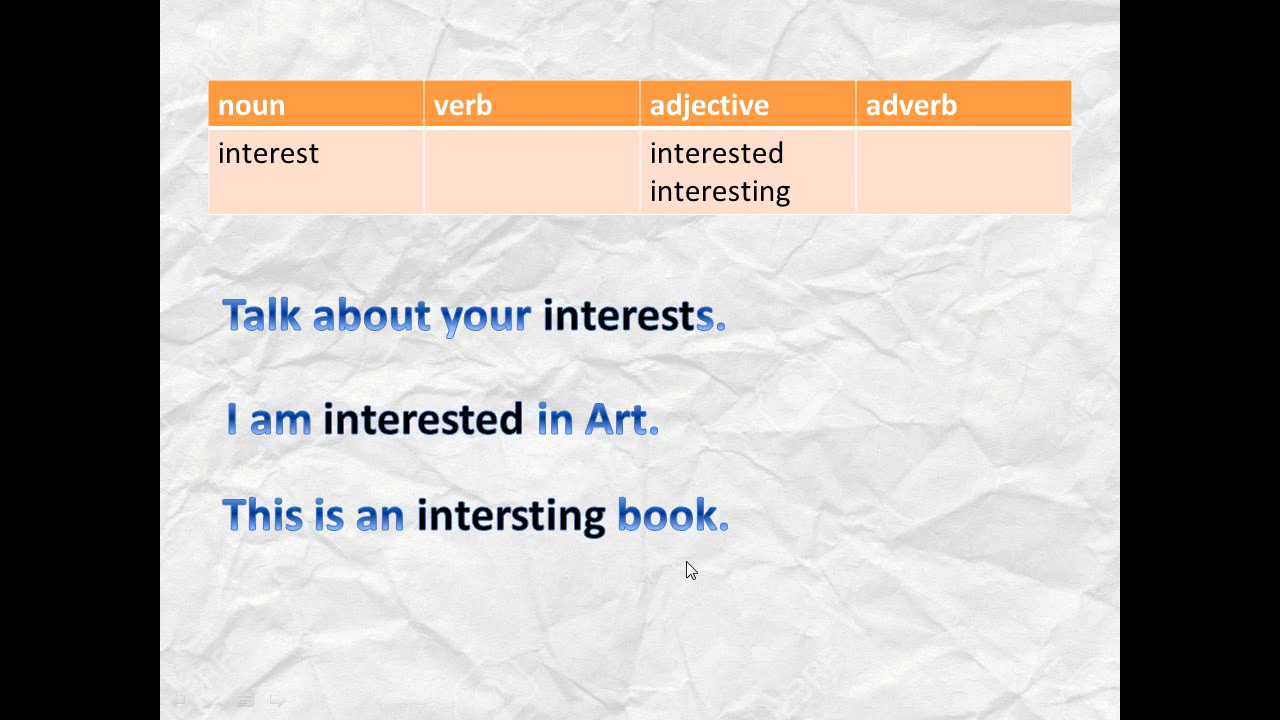 noun verb adjective adverb
interest interested
interesting
Talk about your interests.
I am interested in Art.
This is an intersting book.